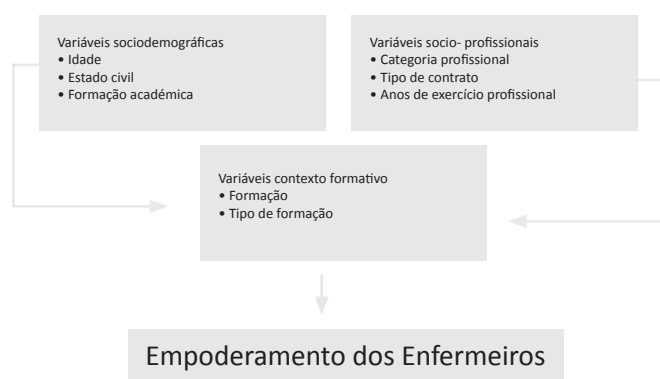 Variáveis sociodemográficas
• Idade
• Estado civil
• Formação académica
Variáveis socio- profissionais
• Categoria profissional
• Tipo de contrato
• Anos de exercício profissional
Variáveis contexto formativo
• Formação
• Tipo de formação
Empoderamento dos Enfermeiros